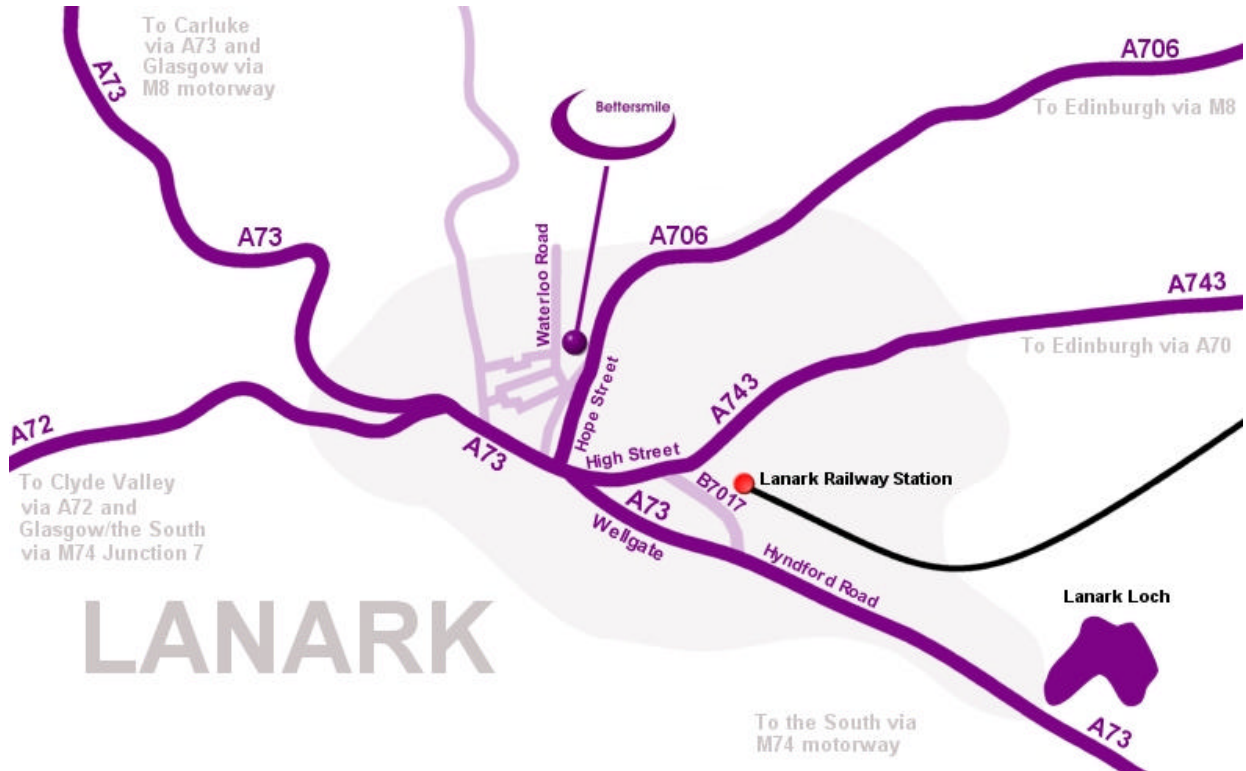 To Carluke
via A73 and
Glasgow via
M8 motorway
A73
A706
To Edinburgh via M8
Bettersmile
A73
A706
Waterloo Road
A743
To Edinburgh via A70
A72
A743
Hope Street
High Street
A73
To Clyde Valley
via A72 and
Glasgow/the South
via M74 Junction 7
B7017
Lanark Railway Station
A73
Wellgate
Hyndford Road
Lanark Loch
LANARK
To the South via
M74 motorway
A73